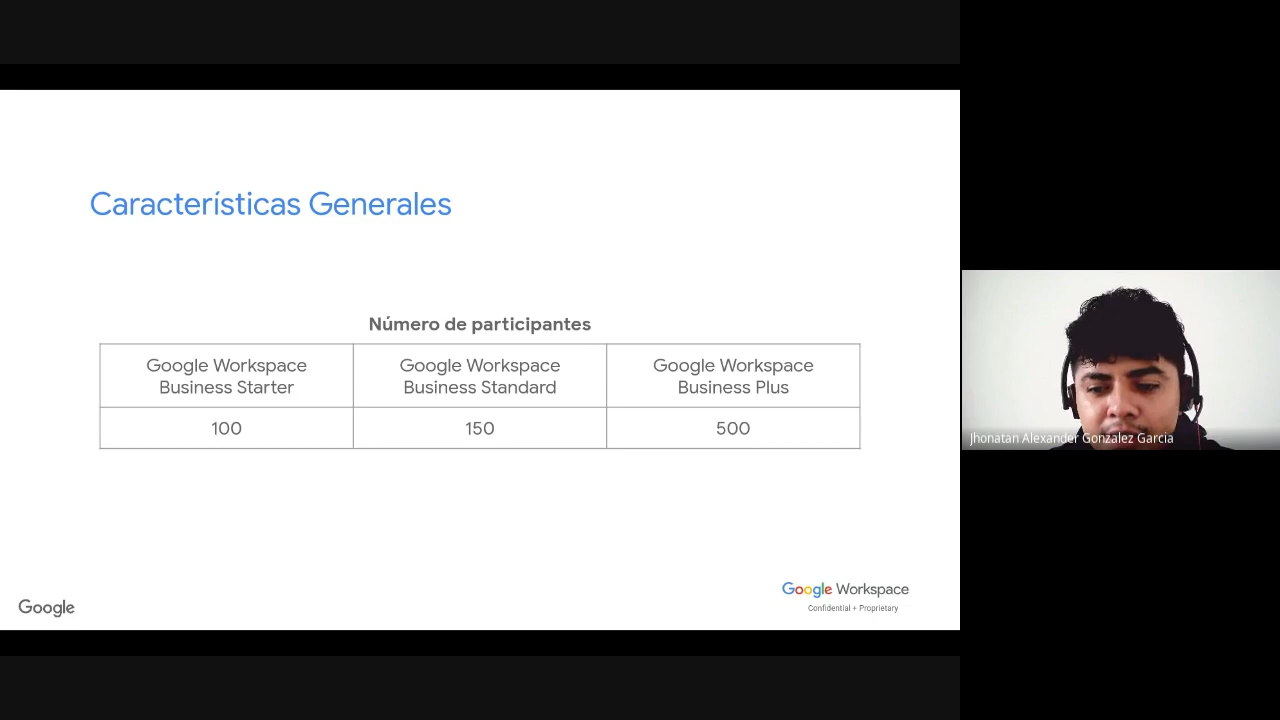 Características Generales
Número de participantes
Google Workspace Business Starter
Google Workspace Business Standard
Google Workspace Business Plus
100
150
500
Google
Google Workspace
Confidential + Proprietary
Jhonatan Alexander Gonzalez Garcia